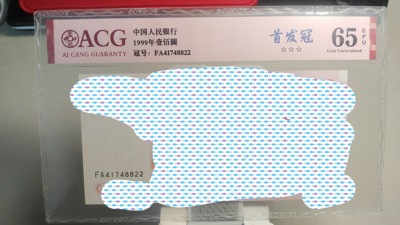 ACG
AI CANG GUARANTY
中国人民银行
1999年壹佰圆
冠号: FA41748822
首发冠
☆☆☆
65
EPQ
Gem Uncirculated
FA41748822